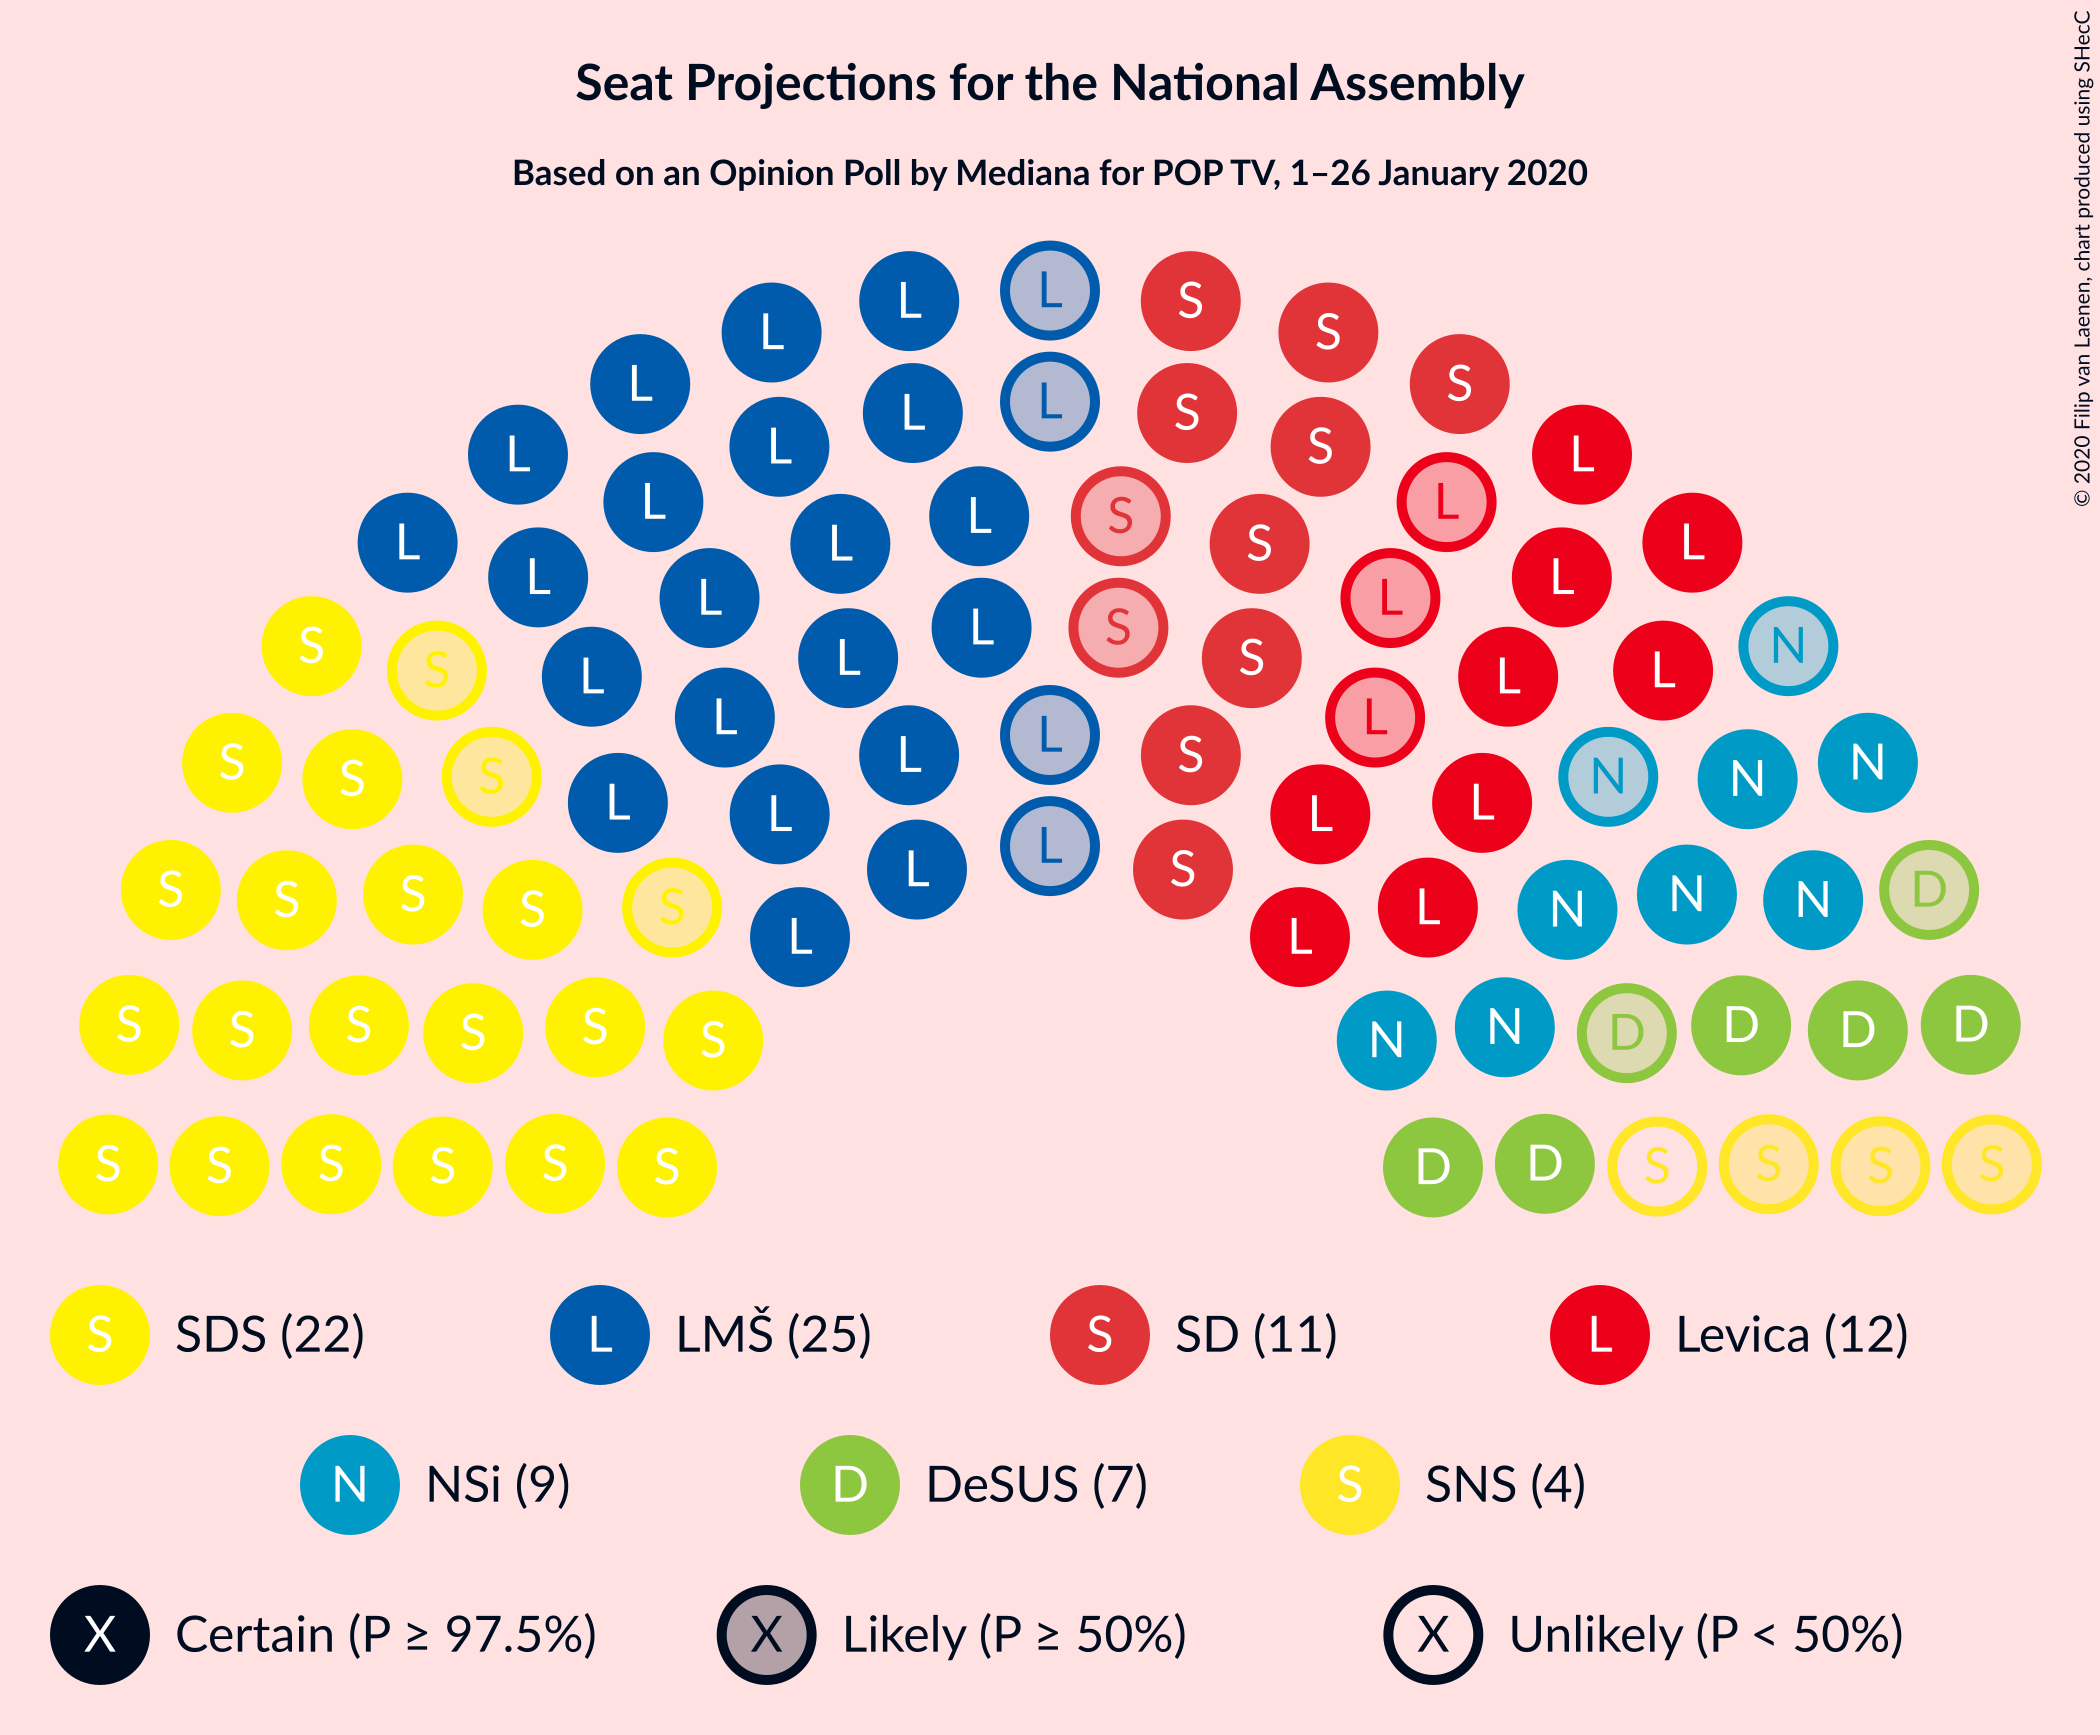 Seat Projections for the National Assembly
Based on an Opinion Poll by Mediana for POP TV, 1–26 January 2020
© 2020 Filip van Laenen, chart produced using SHecC
L L L S S
L L L S S S
L L L S S L
L L L S S L L
L L L S L L
S S L L L S L L L N
L L L S
S S S L L L L N N N
S S S S S L L L S L L N N N D
S S S S S S N N D D D D
S S S S S S D D S S S S
S SDS (22) L LMŠ (25) S SD (11) L Levica (12)
N NSi (9) D DeSUS (7) S SNS (4)
X Certain (P ≥ 97.5%) X Likely (P ≥ 50%) X Unlikely (P < 50%)